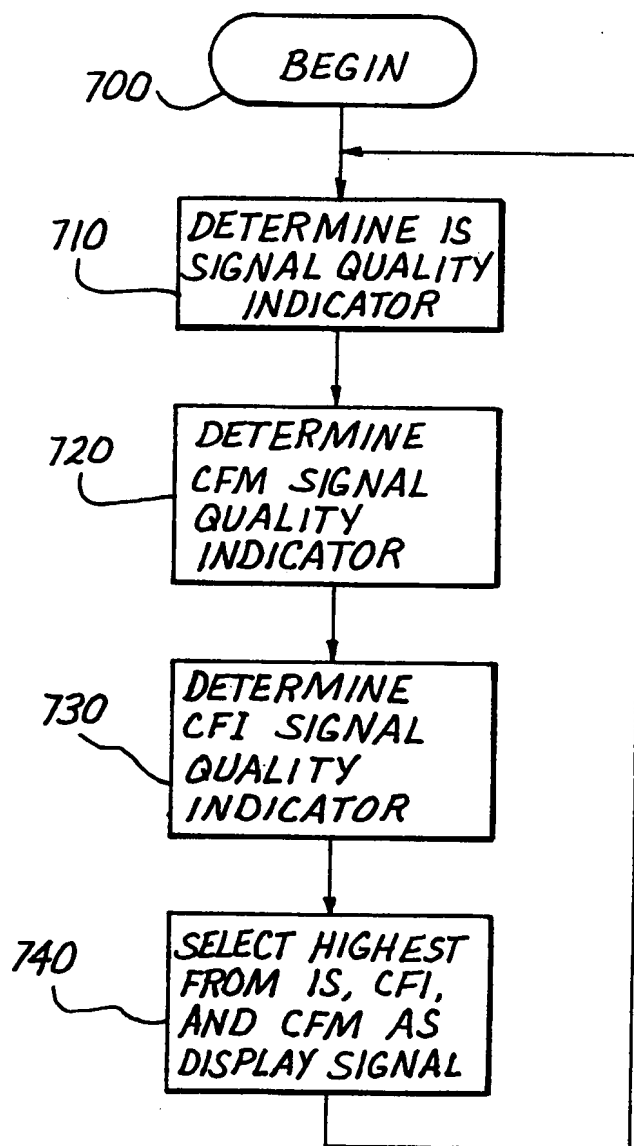 BEGIN
700
710
DETERMINE IS
SIGNAL QUALITY
INDICATOR
720
DETERMINE
CFM SIGNAL
QUALITY
INDICATOR
730
DETERMINE
CFI SIGNAL
QUALITY
INDICATOR
740
SELECT HIGHEST
FROM IS, CFI,
AND CFM AS
DISPLAY SIGNAL